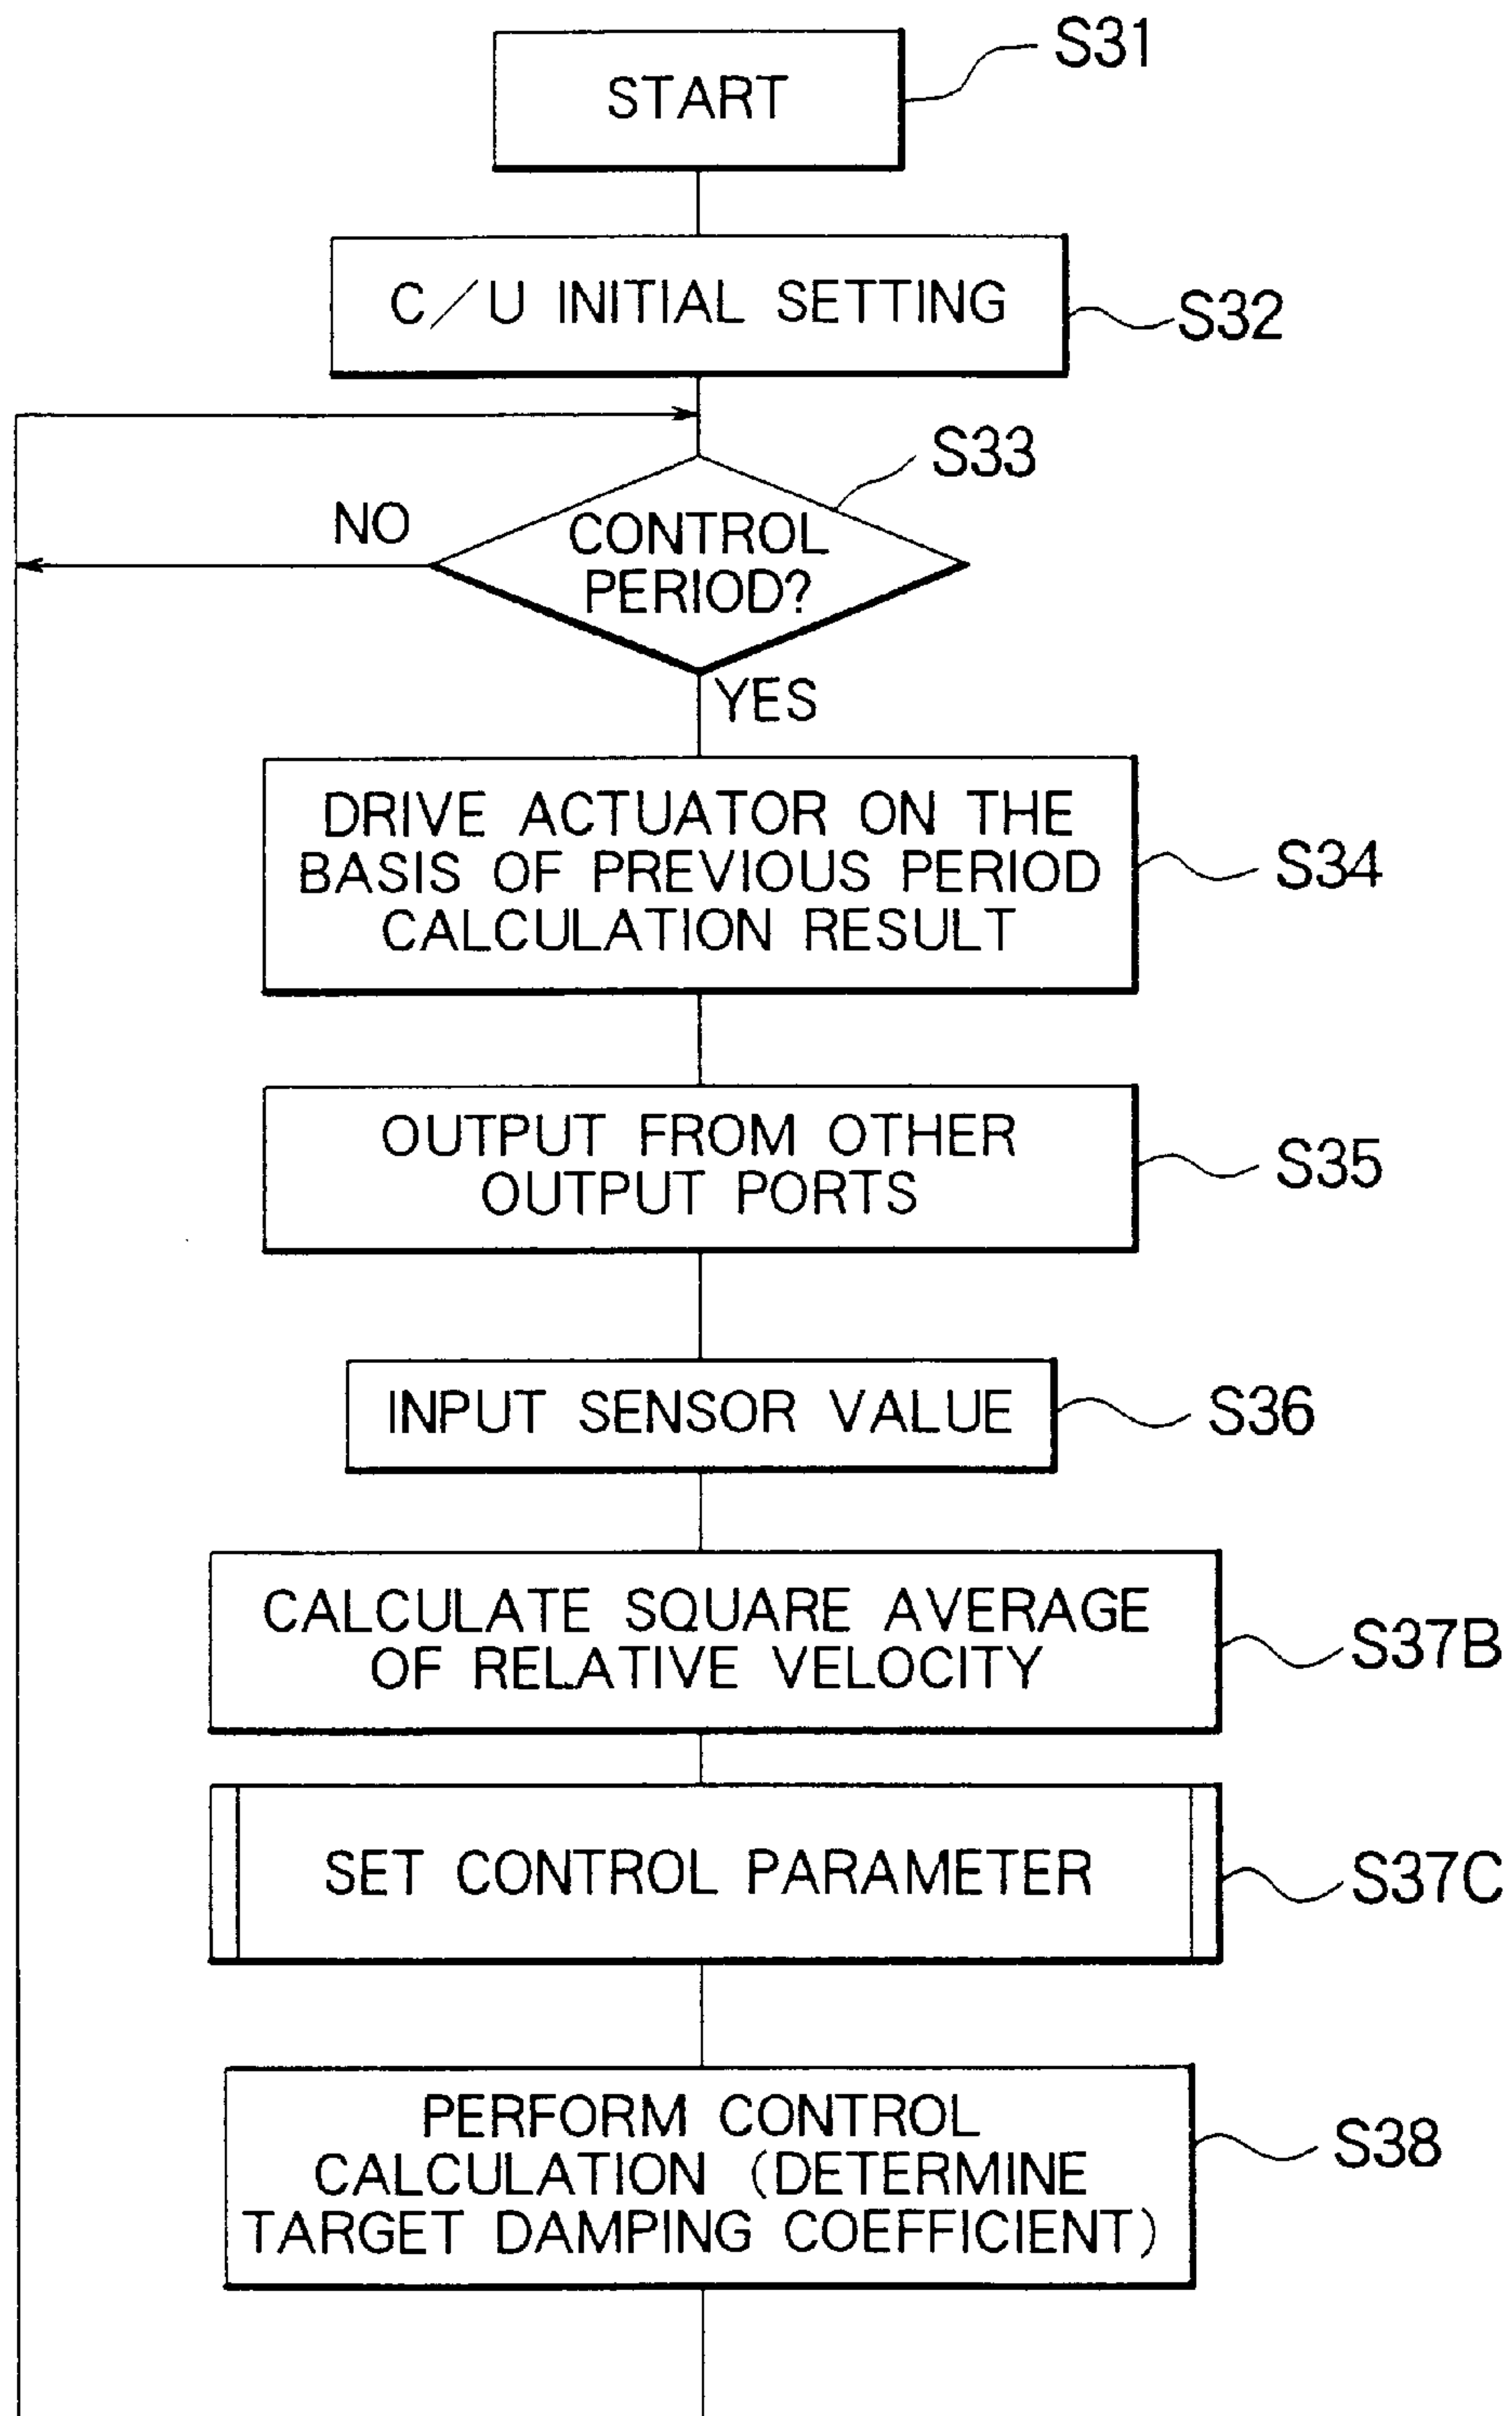 START
S31
C/U INITIAL SETTING
S32
S33
NO
CONTROL
PERIOD?
YES
DRIVE ACTUATOR ON THE
BASIS OF PREVIOUS PERIOD
CALCULATION RESULT
S34
OUTPUT FROM OTHER
OUTPUT PORTS
S35
INPUT SENSOR VALUE
S36
CALCULATE SQUARE AVERAGE
OF RELATIVE VELOCITY
S37B
SET CONTROL PARAMETER
S37C
PERFORM CONTROL
CALCULATION (DETERMINE
TARGET DAMPING COEFFICIENT)
S38